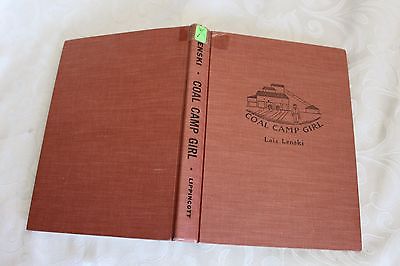 ENSKI • COAL CAMP GIRL • LIPPINCOTT
COAL CAMP GIRL
Lois Lenski